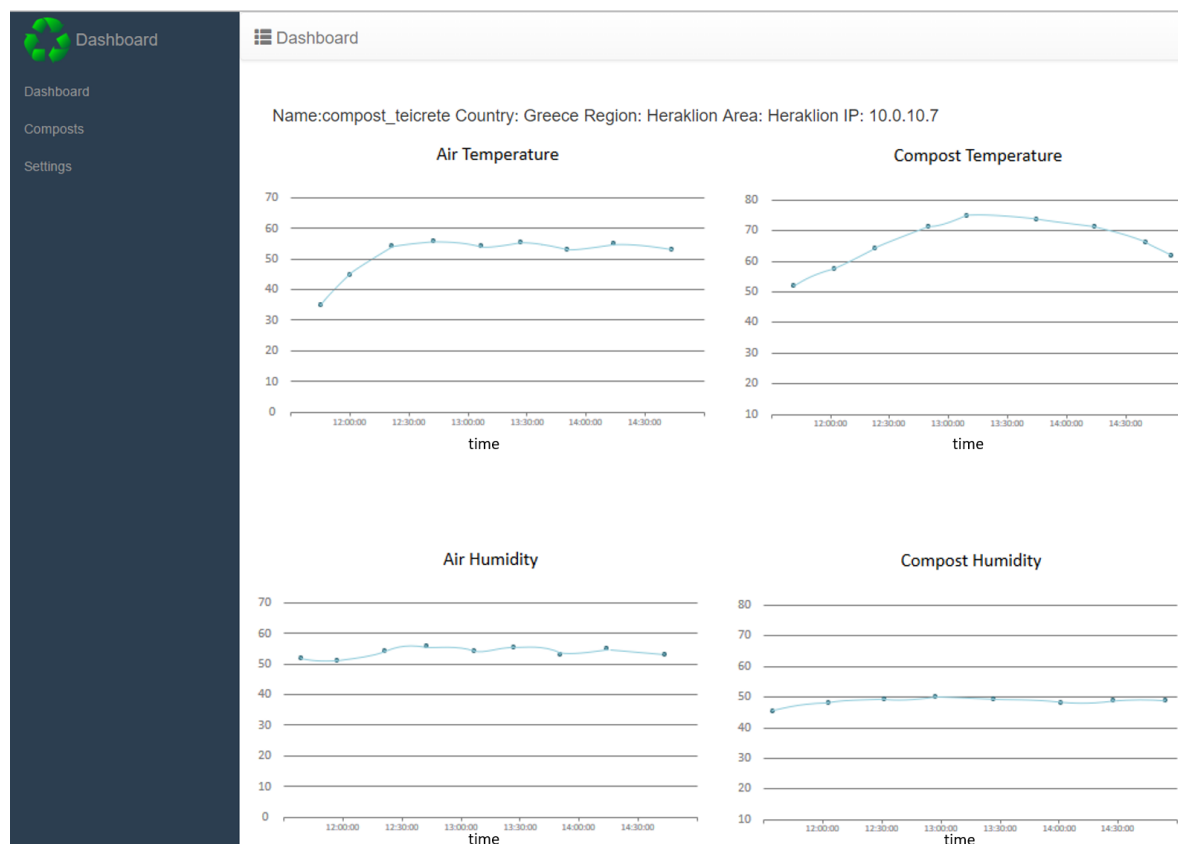 Dashboard
Dashboard
Composts
Settings
Dashboard
Name:compost_teicrete Country: Greece Region: Heraklion Area: Heraklion IP: 10.0.10.7
Air Temperature
70
60
50
40
30
20
10
0
12:00:00 12:30:00 13:00:00 13:30:00 14:00:00 14:30:00
time
Compost Temperature
80
70
60
50
40
30
20
10
12:00:00 12:30:00 13:00:00 13:30:00 14:00:00 14:30:00
time
Air Humidity
70
60
50
40
30
20
10
0
12:00:00 12:30:00 13:00:00 13:30:00 14:00:00 14:30:00
time
Compost Humidity
80
70
60
50
40
30
20
10
12:00:00 12:30:00 13:00:00 13:30:00 14:00:00 14:30:00
time